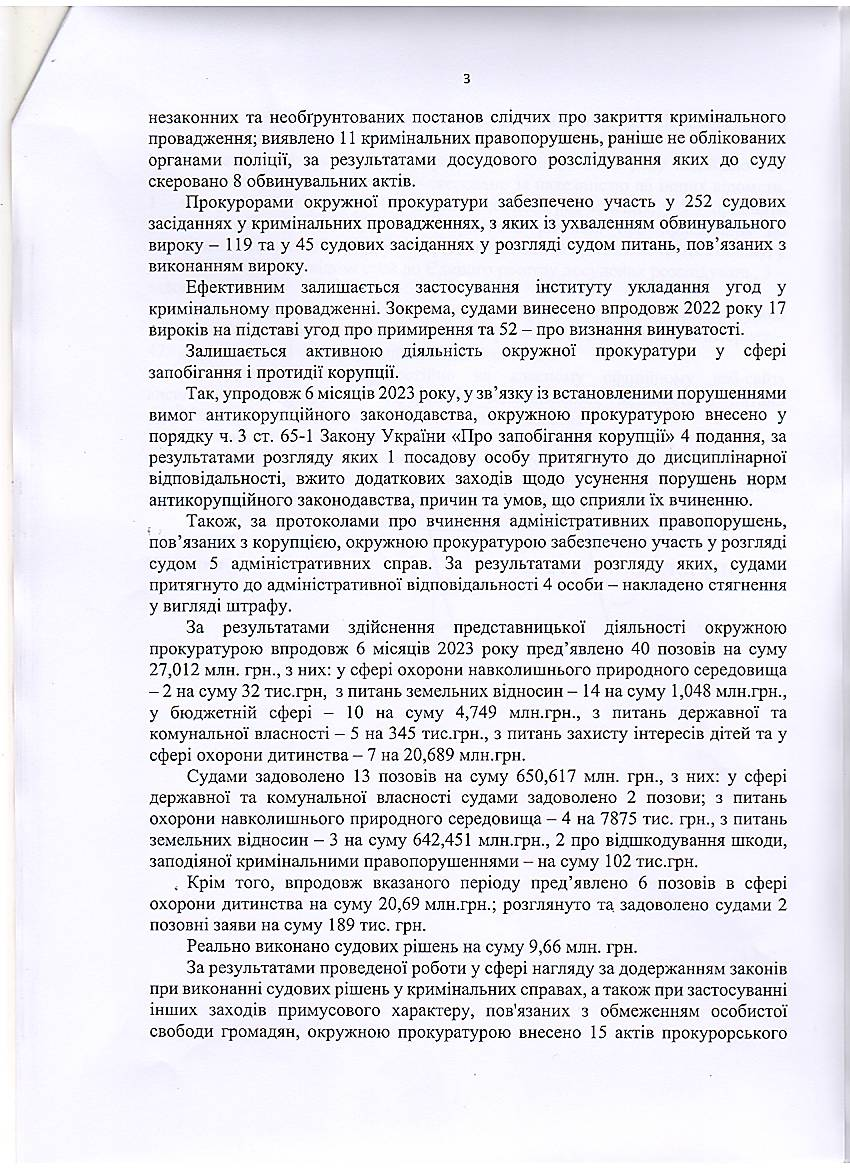 3
незаконних та необґрунтованих постанов слідчих про закриття кримінального
провадження; виявлено 11 кримінальних правопорушень, раніше не облікованих
органами поліції, за результатами досудового розслідування яких до суду
скеровано 8 обвинувальних актів.
Прокурорами окружної прокуратури забезпечено участь у 252 судових
засіданнях у кримінальних провадженнях, з яких із ухваленням обвинувального
вироку – 119 та у 45 судових засіданнях у розгляді судом питань, пов’язаних з
виконанням вироку.
Ефективним залишається застосування інституту укладання угод у
кримінальному провадженні. Зокрема, судами винесено впродовж 2022 року 17
вироків на підставі угод про примирення та 52 – про визнання винуватості.
Залишається активною діяльність окружної прокуратури у сфері
запобігання і протидії корупції.
Так, упродовж 6 місяців 2023 року, у зв’язку із встановленими порушеннями
вимог антикорупційного законодавства, окружною прокуратурою внесено у
порядку ч. 3 ст. 65-1 Закону України «Про запобігання корупції» 4 подання, за
результатами розгляду яких 1 посадову особу притягнуто до дисциплінарної
відповідальності, вжито додаткових заходів щодо усунення порушень норм
антикорупційного законодавства, причин та умов, що сприяли їх вчиненню.
Також, за протоколами про вчинення адміністративних правопорушень,
пов’язаних з корупцією, окружною прокуратурою забезпечено участь у розгляді
судом 5 адміністративних справ. За результатами розгляду яких, судами
притягнуто до адміністративної відповідальності 4 особи – накладено стягнення
у вигляді штрафу.
За результатами здійснення представницької діяльності окружною
прокуратурою впродовж 6 місяців 2023 року пред’явлено 40 позовів на суму
27,012 млн. грн., з них: у сфері охорони навколишнього природного середовища
– 2 на суму 32 тис.грн, з питань земельних відносин – 14 на суму 1,048 млн.грн.,
у бюджетній сфері – 10 на суму 4,749 млн.грн., з питань державної та
комунальної власності – 5 на 345 тис.грн., з питань захисту інтересів дітей та у
сфері охорони дитинства – 7 на 20,689 млн.грн.
Судами задоволено 13 позовів на суму 650,617 млн. грн., з них: у сфері
державної та комунальної власності судами задоволено 2 позови; з питань
охорони навколишнього природного середовища – 4 на 7875 тис. грн., з питань
земельних відносин – 3 на суму 642,451 млн.грн., 2 про відшкодування шкоди,
заподіяної кримінальними правопорушеннями – на суму 102 тис.грн.
Крім того, впродовж вказаного періоду пред’явлено 6 позовів в сфері
охорони дитинства на суму 20,69 млн.грн.; розглянуто та задоволено судами 2
позовні заяви на суму 189 тис. грн.
Реально виконано судових рішень на суму 9,66 млн. грн.
За результатами проведеної роботи у сфері нагляду за додержанням законів
при виконанні судових рішень у кримінальних справах, а також при застосуванні
інших заходів примусового характеру, пов'язаних з обмеженням особистої
свободи громадян, окружною прокуратурою внесено 15 актів прокурорського